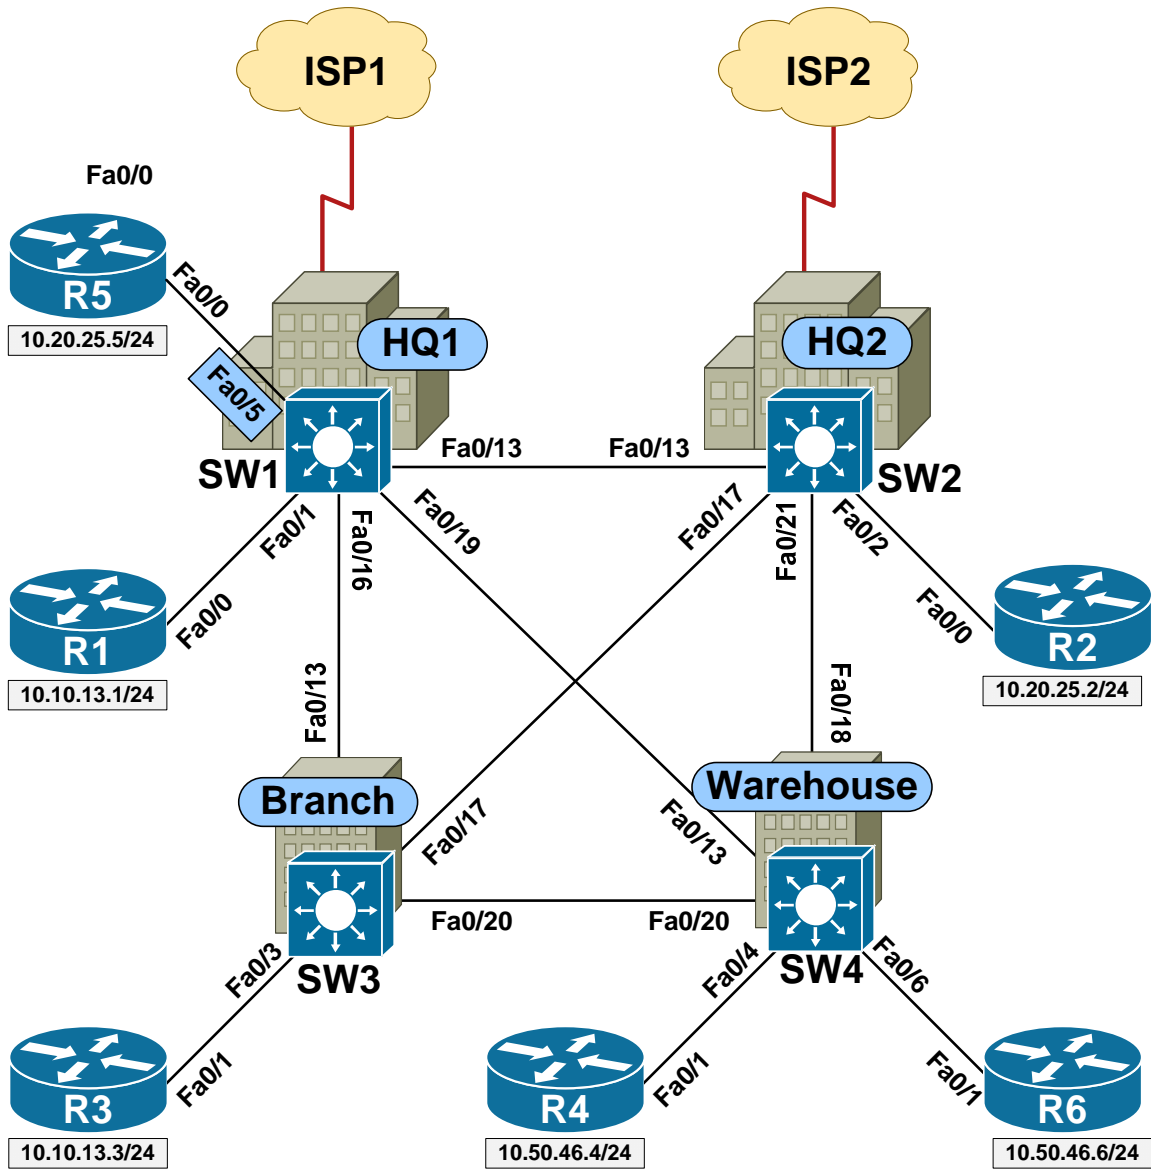 ISP1
ISP2
Fa0/0
R5
Fa0/0
10.20.25.5/24
HQ1
HQ2
Fa0/5
SW1
Fa0/13
Fa0/13
SW2
Fa0/1
Fa0/16
Fa0/19
Fa0/17
Fa0/21
Fa0/2
Fa0/0
Fa0/0
R1
R2
10.10.13.1/24
10.20.25.2/24
Fa0/13
Fa0/18
Branch
Warehouse
Fa0/17
Fa0/13
Fa0/20
Fa0/20
Fa0/3
SW3
Fa0/4
SW4
Fa0/6
Fa0/1
Fa0/1
Fa0/1
R3
R4
R6
10.10.13.3/24
10.50.46.4/24
10.50.46.6/24